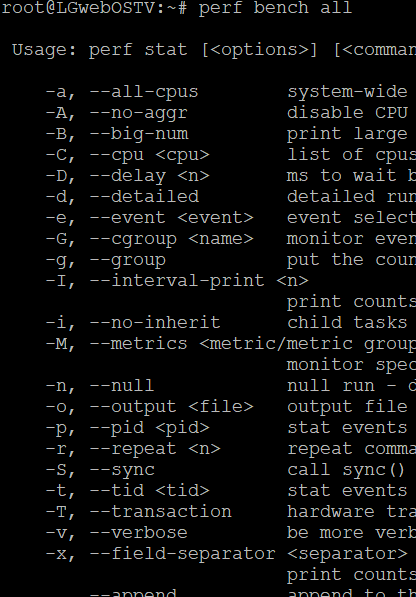 root@LGwebOSTV:~# perf bench all
Usage: perf stat [<options>] [<comman
-a, --all-cpus system-wide
-A, --no-aggr disable CPU
-B, --big-num print large
-C, --cpu <cpu> list of cpus
-D, --delay <n> ms to wait b
-d, --detailed detailed run
-e, --event <event> event select
-G, --cgroup <name> monitor even
-g, --group put the coun
-I, --interval-print <n>
print counts
-i, --no-inherit child tasks
-M, --metrics <metric/metric group
monitor spec
-n, --null null run - d
-o, --output <file> output file
-p, --pid <pid> stat events
-r, --repeat <n> repeat comma
-S, --sync call sync()
-t, --tid <tid> stat events
-T, --transaction hardware tra
-v, --verbose be more verb
-x, --field-separator <separator>
print counts
--append append to th